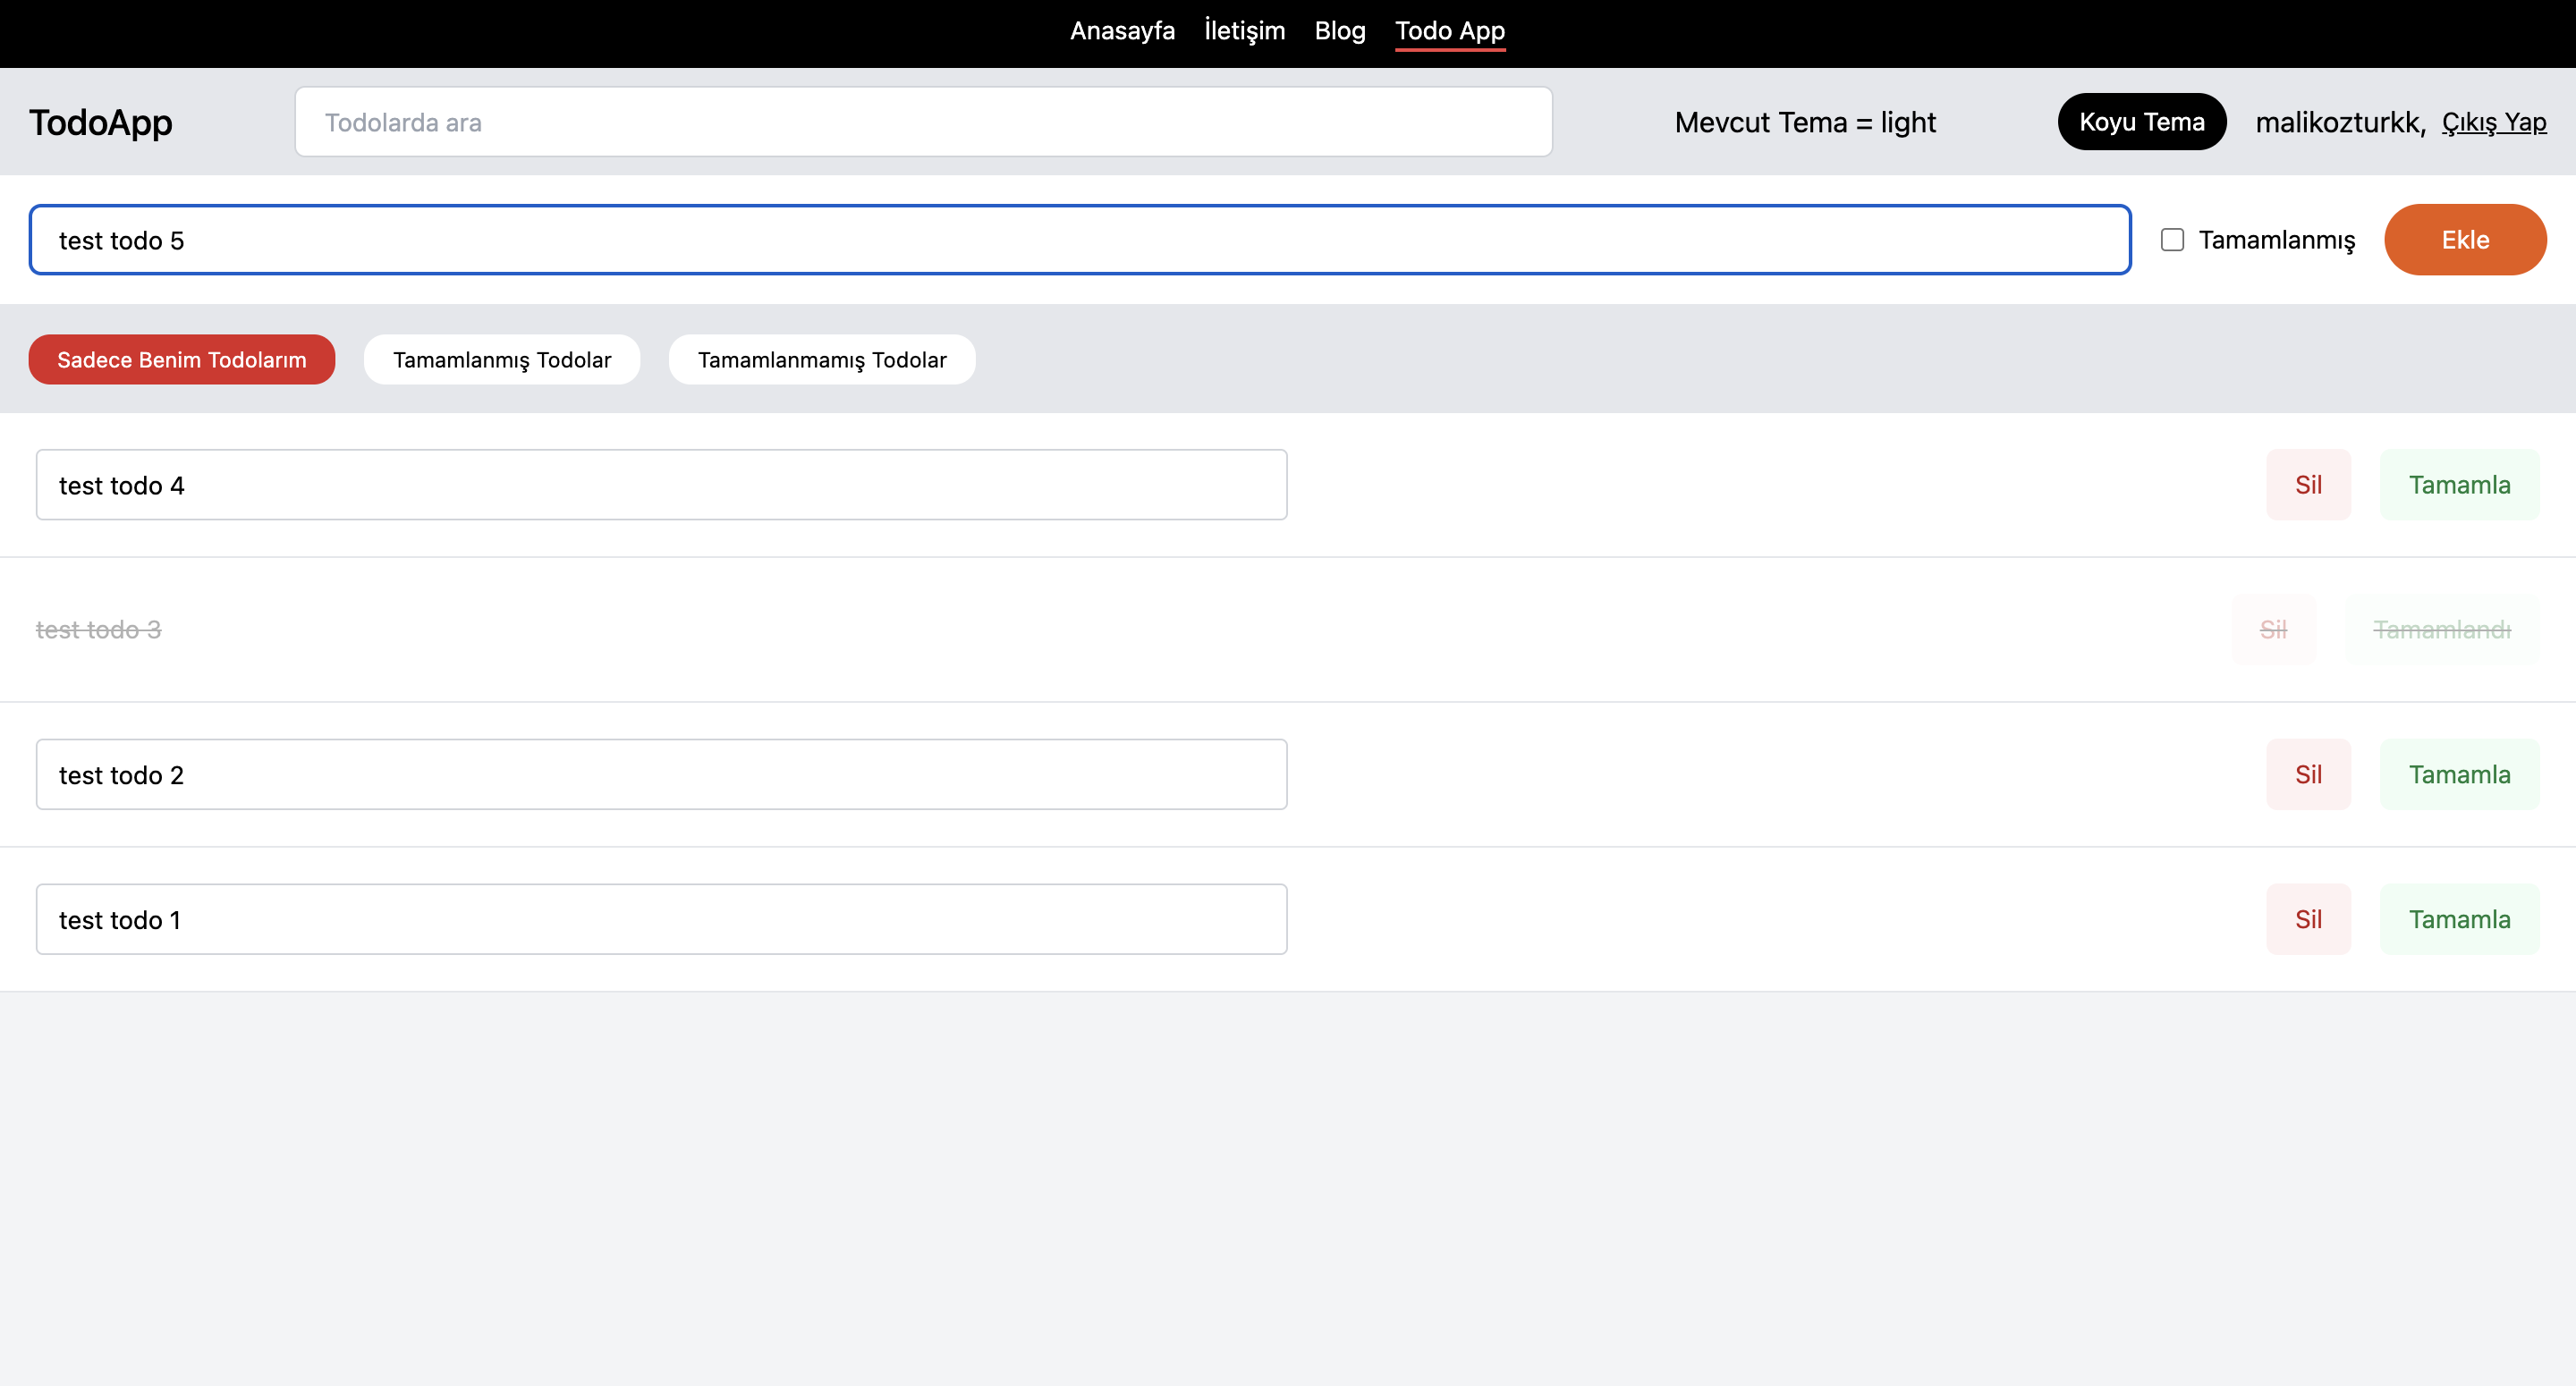 Anasayfa İletişim Blog Todo App
TodoApp Todolarda ara Mevcut Tema = light Koyu Tema malikozturkk, Çıkış Yap
test todo 5 Tamamlanmış Ekle
Sadece Benim Todolarım Tamamlanmış Todolar Tamamlanmamış Todolar
test todo 4 Sil Tamamla
test todo 3 Sil Tamamlandı
test todo 2 Sil Tamamla
test todo 1 Sil Tamamla